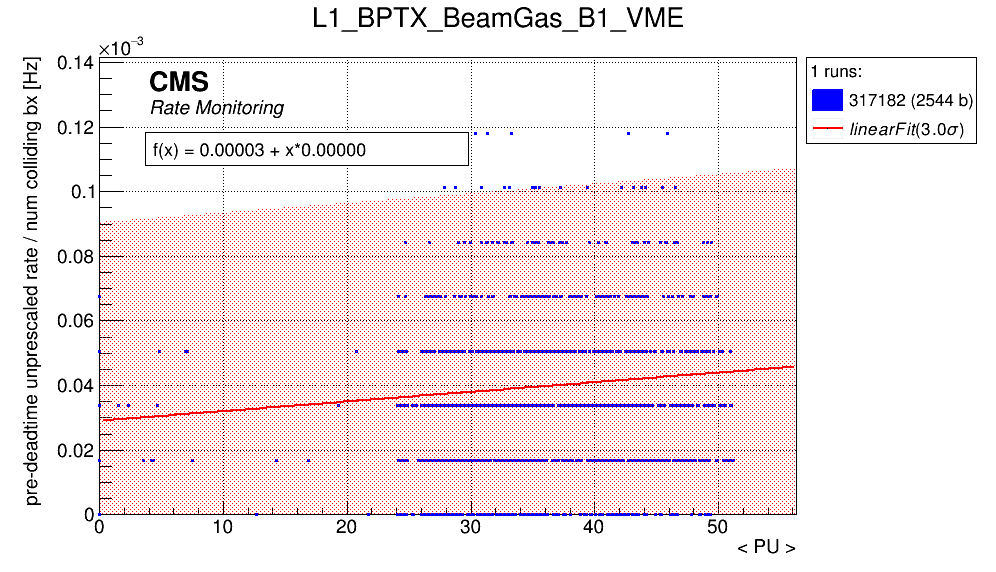 L1_BPTX_BeamGas_B1_VME
×10⁻³
pre-deadtime unprescaled rate / num colliding bx [Hz]
0.14
0.12
0.1
0.08
0.06
0.04
0.02
0
CMS
Rate Monitoring
f(x) = 0.00003 + x*0.00000
1 runs:
317182 (2544 b)
linearFit(3.0σ)
0 10 20 30 40 50
< PU >